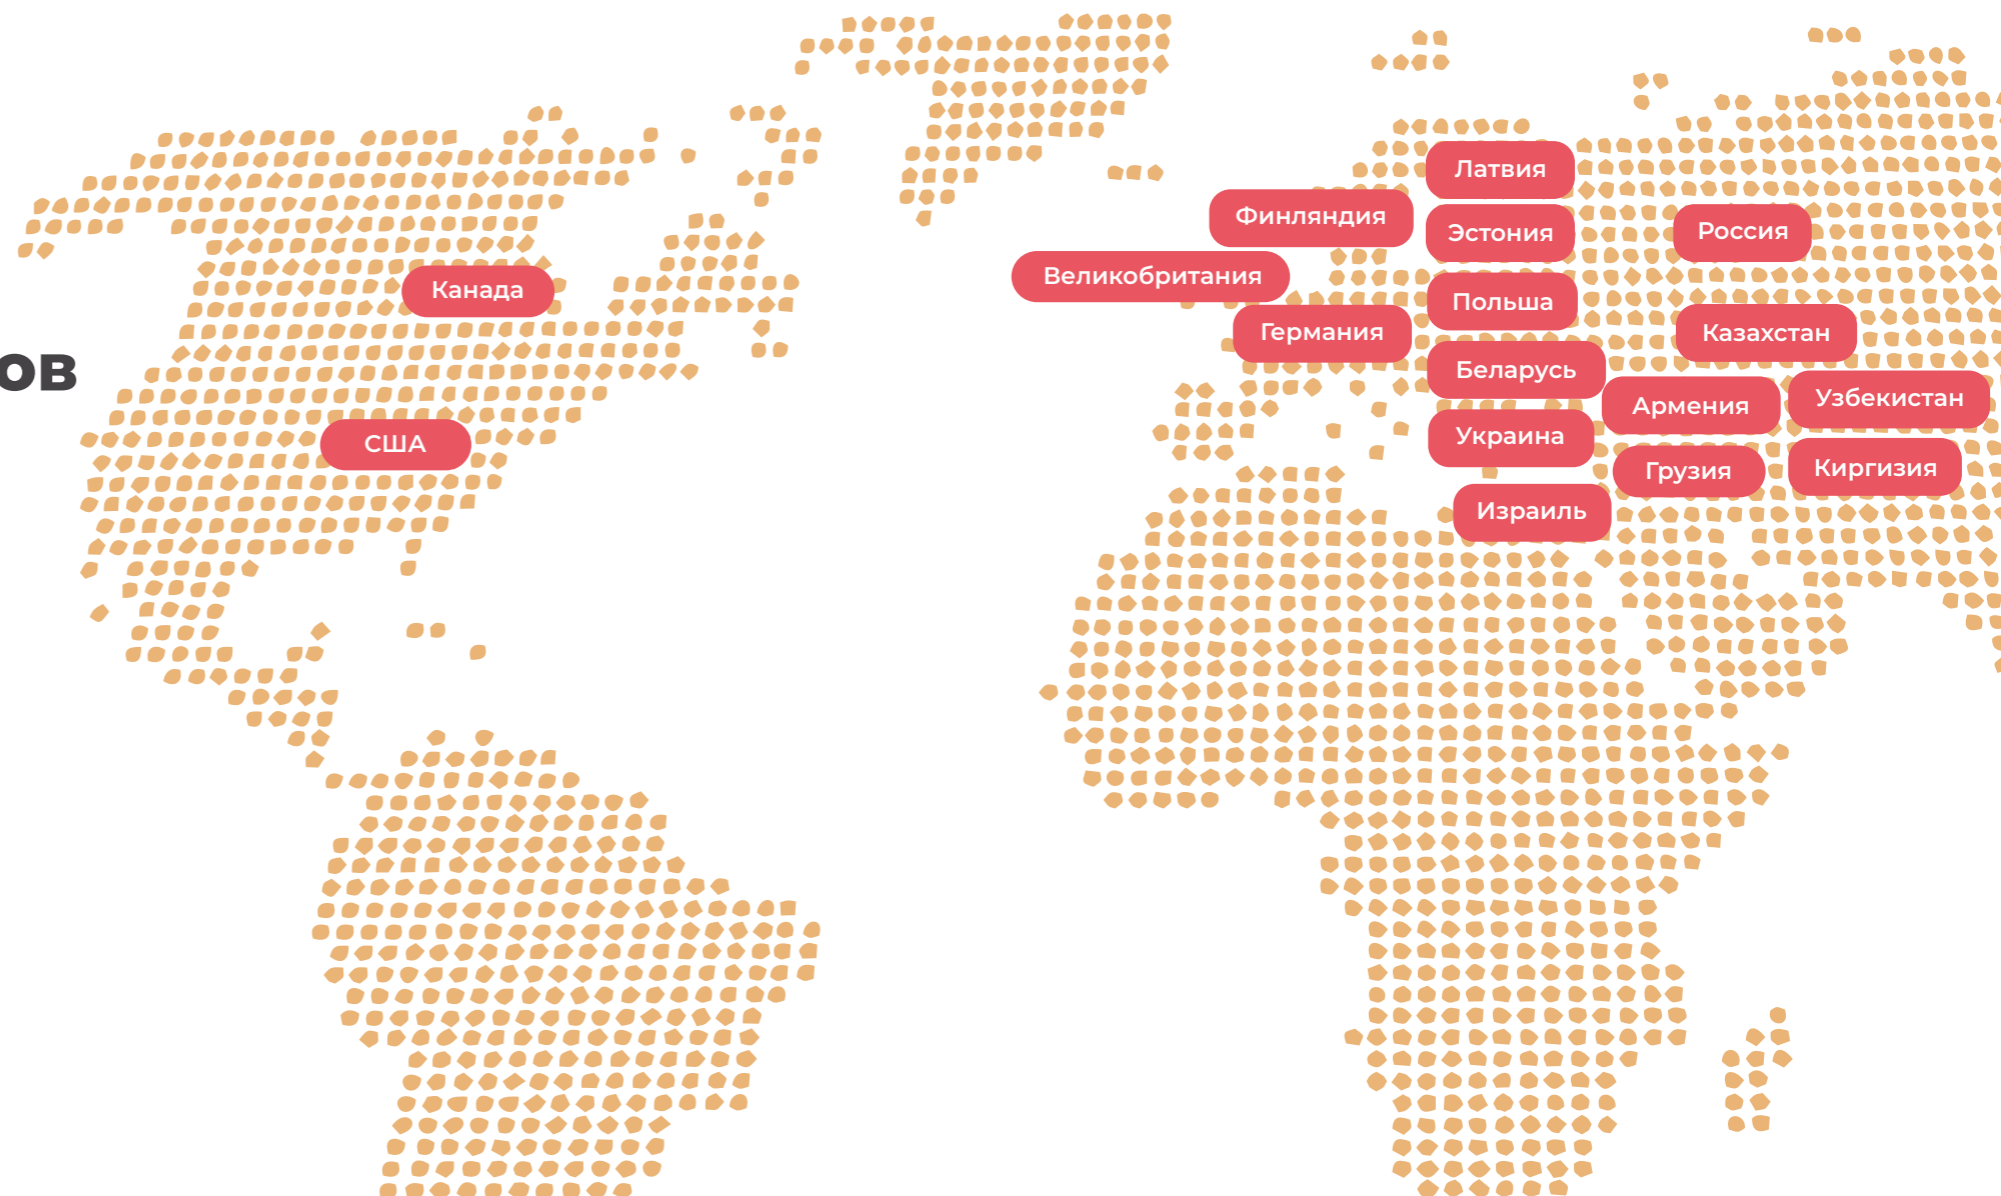 ов
Канада
США
Латвия
Финляндия
Эстония
Россия
Великобритания
Польша
Германия
Казахстан
Беларусь
Армения
Узбекистан
Украина
Грузия
Киргизия
Израиль